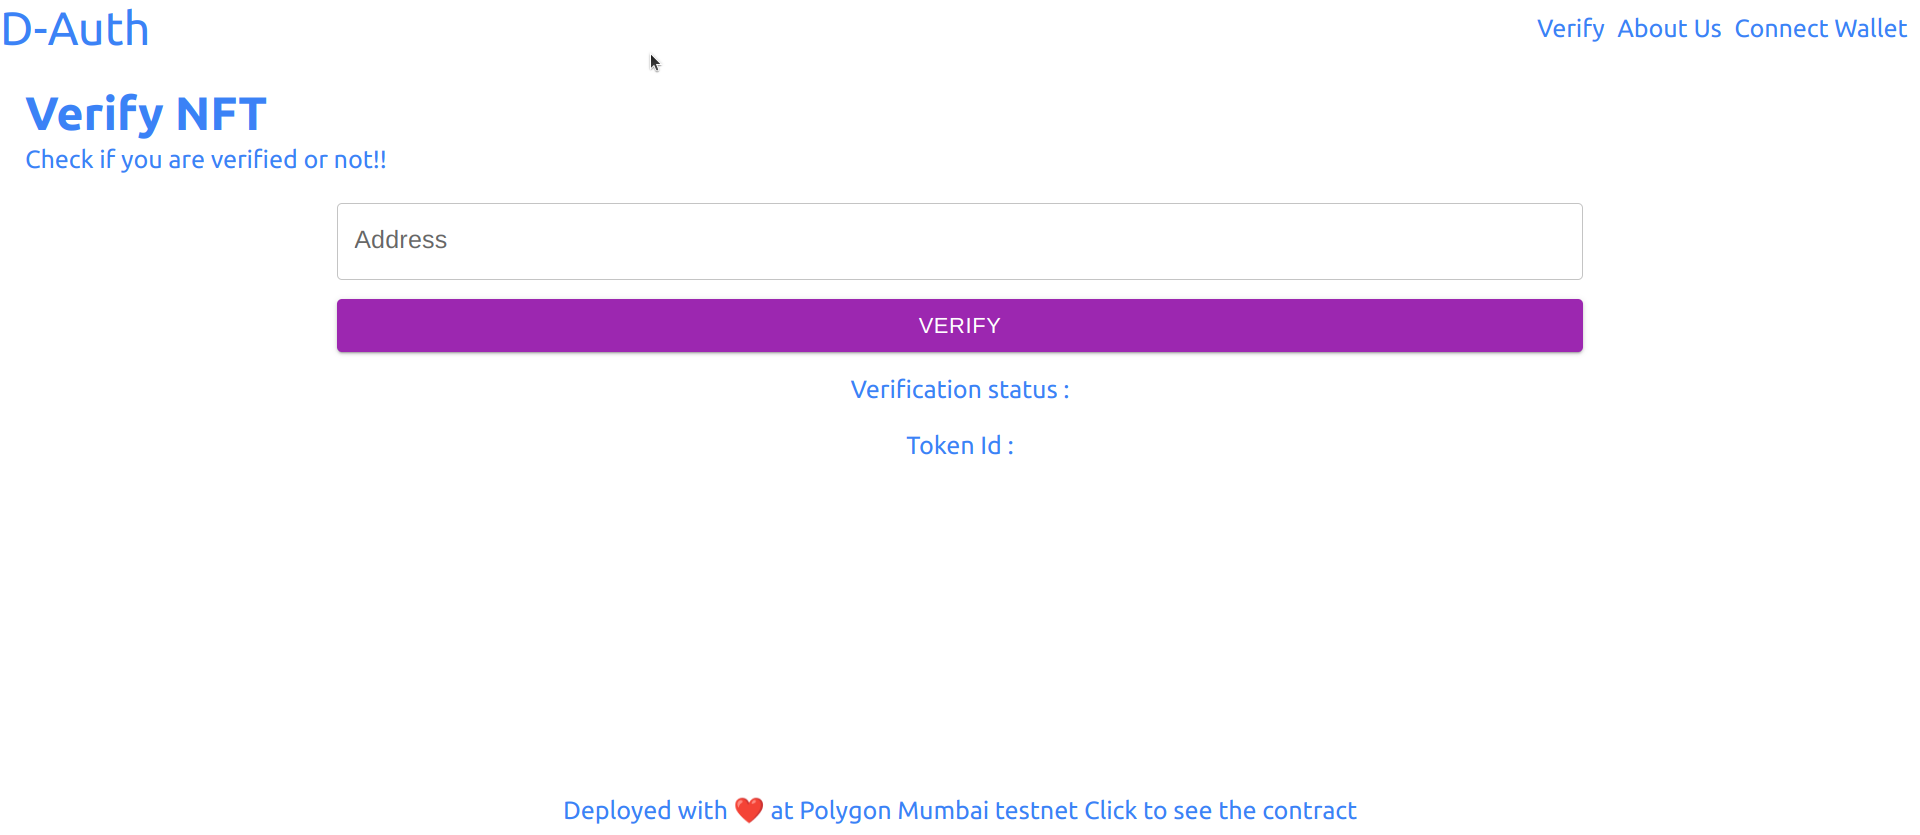 D-Auth
Verify About Us Connect Wallet
Verify NFT
Check if you are verified or not!!
Address
VERIFY
Verification status :
Token Id :
Deployed with ❤️ at Polygon Mumbai testnet Click to see the contract